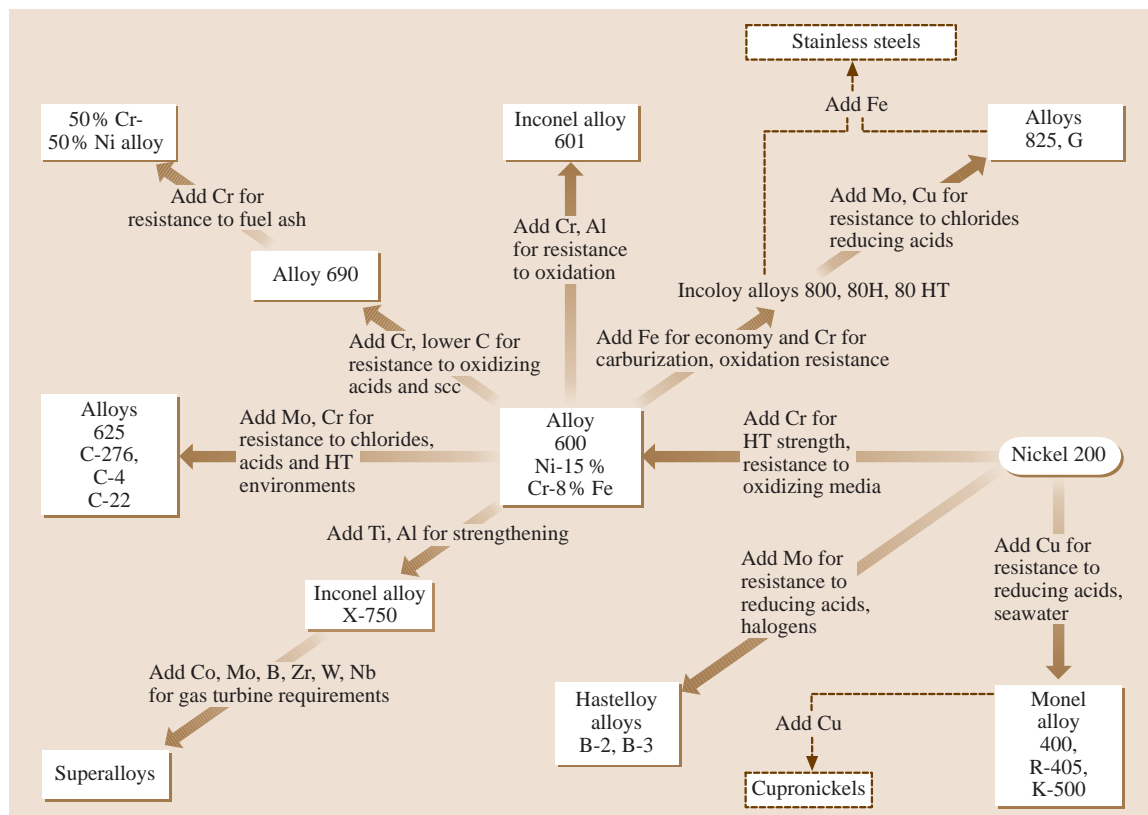 Stainless steels
Add Fe
50% Cr-
50% Ni alloy
Inconel alloy
601
Alloys
825, G
Add Cr for
resistance to fuel ash
Add Cr, Al
for resistance
to oxidation
Add Mo, Cu for
resistance to chlorides
reducing acids
Alloy 690
Incoloy alloys 800, 80H, 80 HT
Add Cr, lower C for
resistance to oxidizing
acids and scc
Add Fe for economy and Cr for
carburization, oxidation resistance
Alloys
625
C-276,
C-4
C-22
Add Mo, Cr for
resistance to chlorides,
acids and HT
environments
Alloy
600
Ni-15 %
Cr-8% Fe
Add Cr for
HT strength,
resistance to
oxidizing media
Nickel 200
Add Ti, Al for strengthening
Add Mo for
resistance to
reducing acids,
halogens
Add Cu for
resistance to
reducing acids,
seawater
Inconel alloy
X-750
Add Co, Mo, B, Zr, W, Nb
for gas turbine requirements
Superalloys
Hastelloy
alloys
B-2, B-3
Add Cu
Cupronickels
Monel
alloy
400,
R-405,
K-500